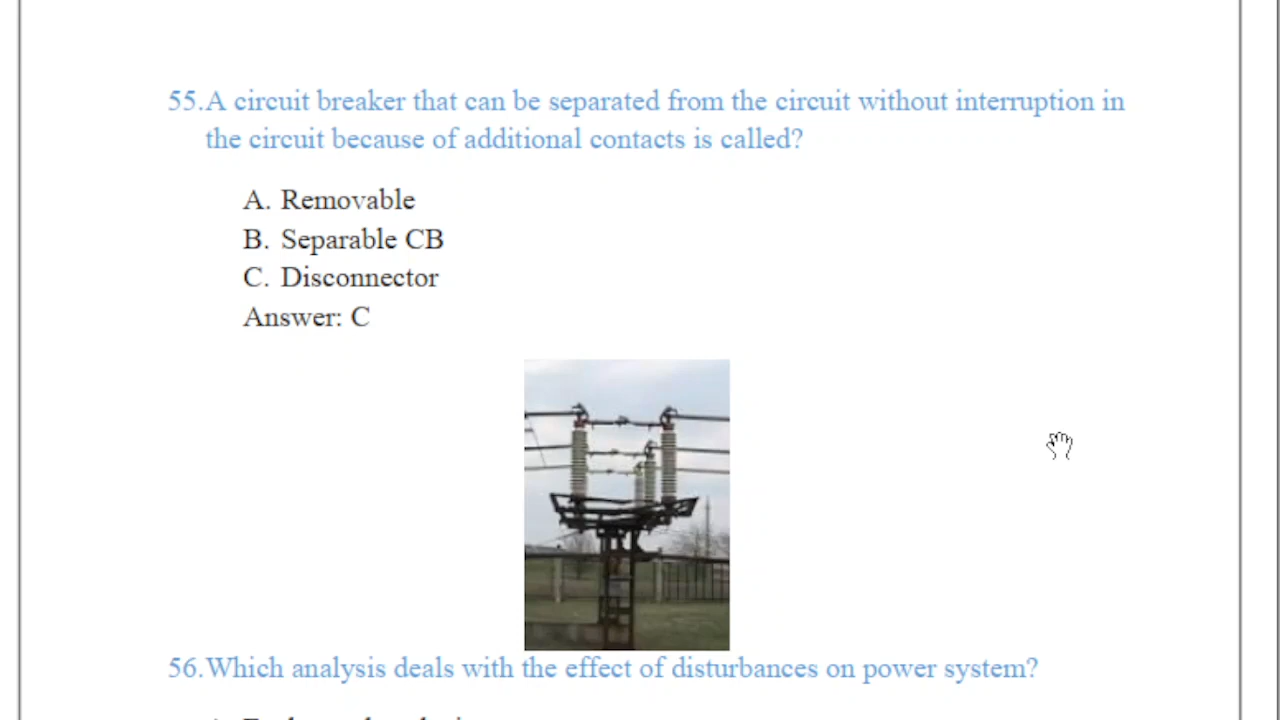 55.A circuit breaker that can be separated from the circuit without interruption in
the circuit because of additional contacts is called?
A. Removable
B. Separable CB
C. Disconnector
Answer: C
56.Which analysis deals with the effect of disturbances on power system?